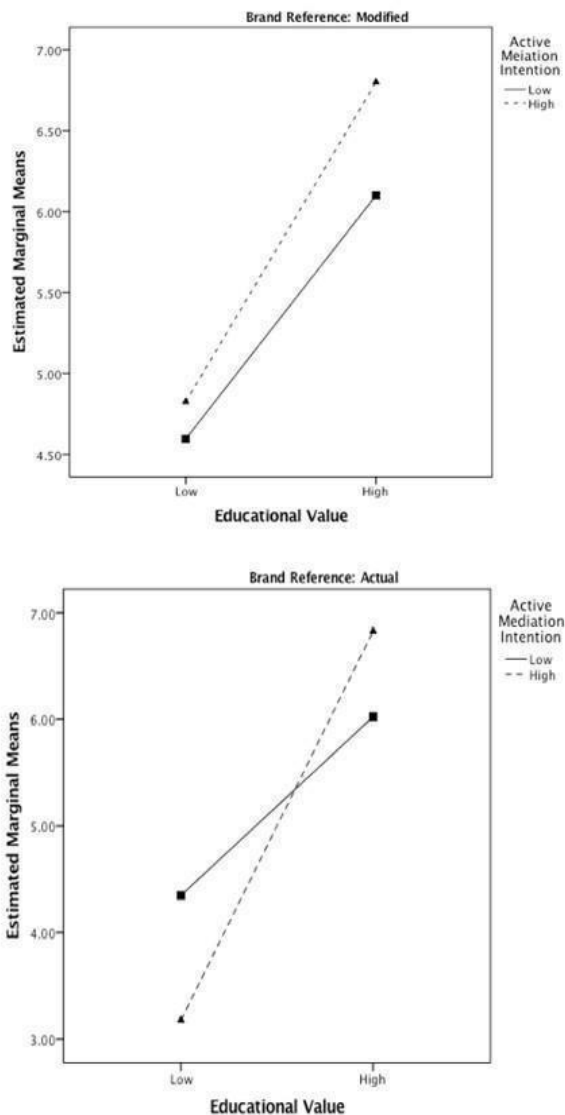 Brand Reference: Modified
Active
Meiation
Intention
Low
High
7.00
6.50
6.00
5.50
5.00
4.50
Estimated Marginal Means
Low
High
Educational Value
Brand Reference: Actual
Active
Mediation
Intention
Low
High
7.00
6.00
5.00
4.00
3.00
Estimated Marginal Means
Low
High
Educational Value